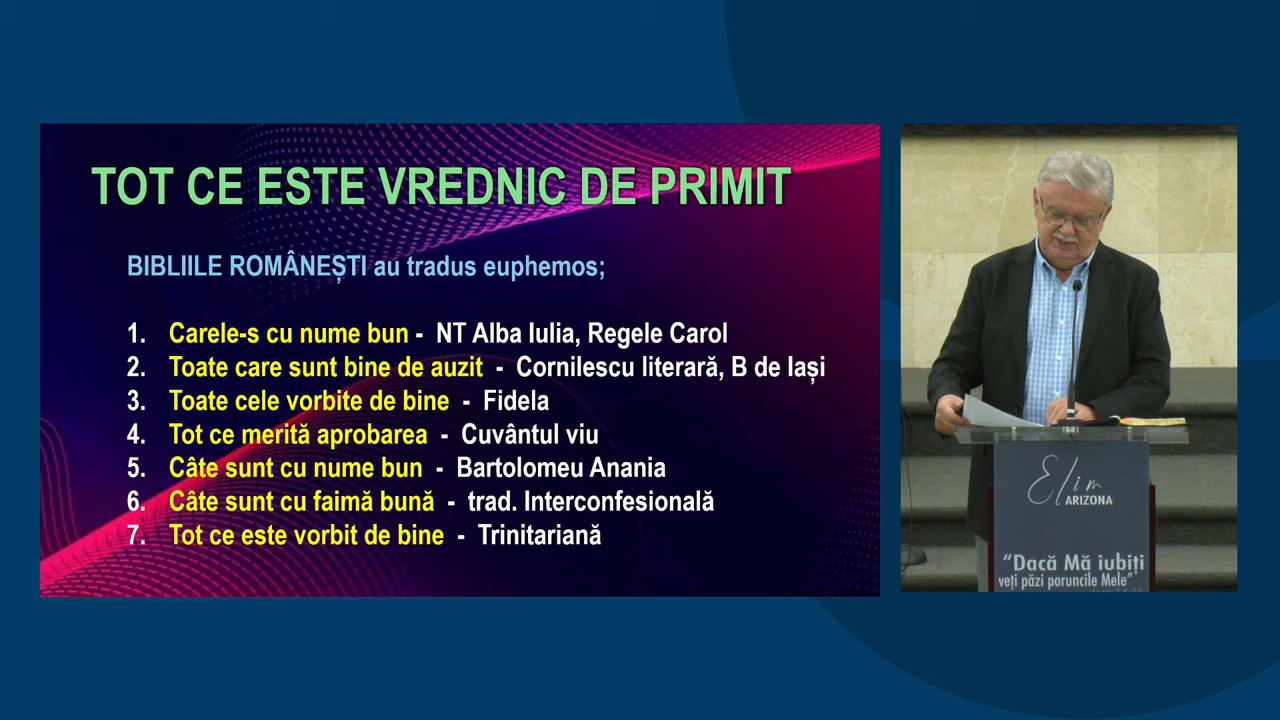 TOT CE ESTE VREDNIC DE PRIMIT
BIBLIILE ROMÂNEȘTI au tradus euphemos;
1. Carele-s cu nume bun - NT Alba Iulia, Regele Carol
2. Toate care sunt bine de auzit - Cornilescu literară, B de Iași
3. Toate cele vorbite de bine - Fidela
4. Tot ce merită aprobarea - Cuvântul viu
5. Câte sunt cu nume bun - Bartolomeu Anania
6. Câte sunt cu faimă bună - trad. Interconfesională
7. Tot ce este vorbit de bine - Trinitariană
Elim
ARIZONA
“Dacă Mă iubiți
veți păzi poruncile Mele”